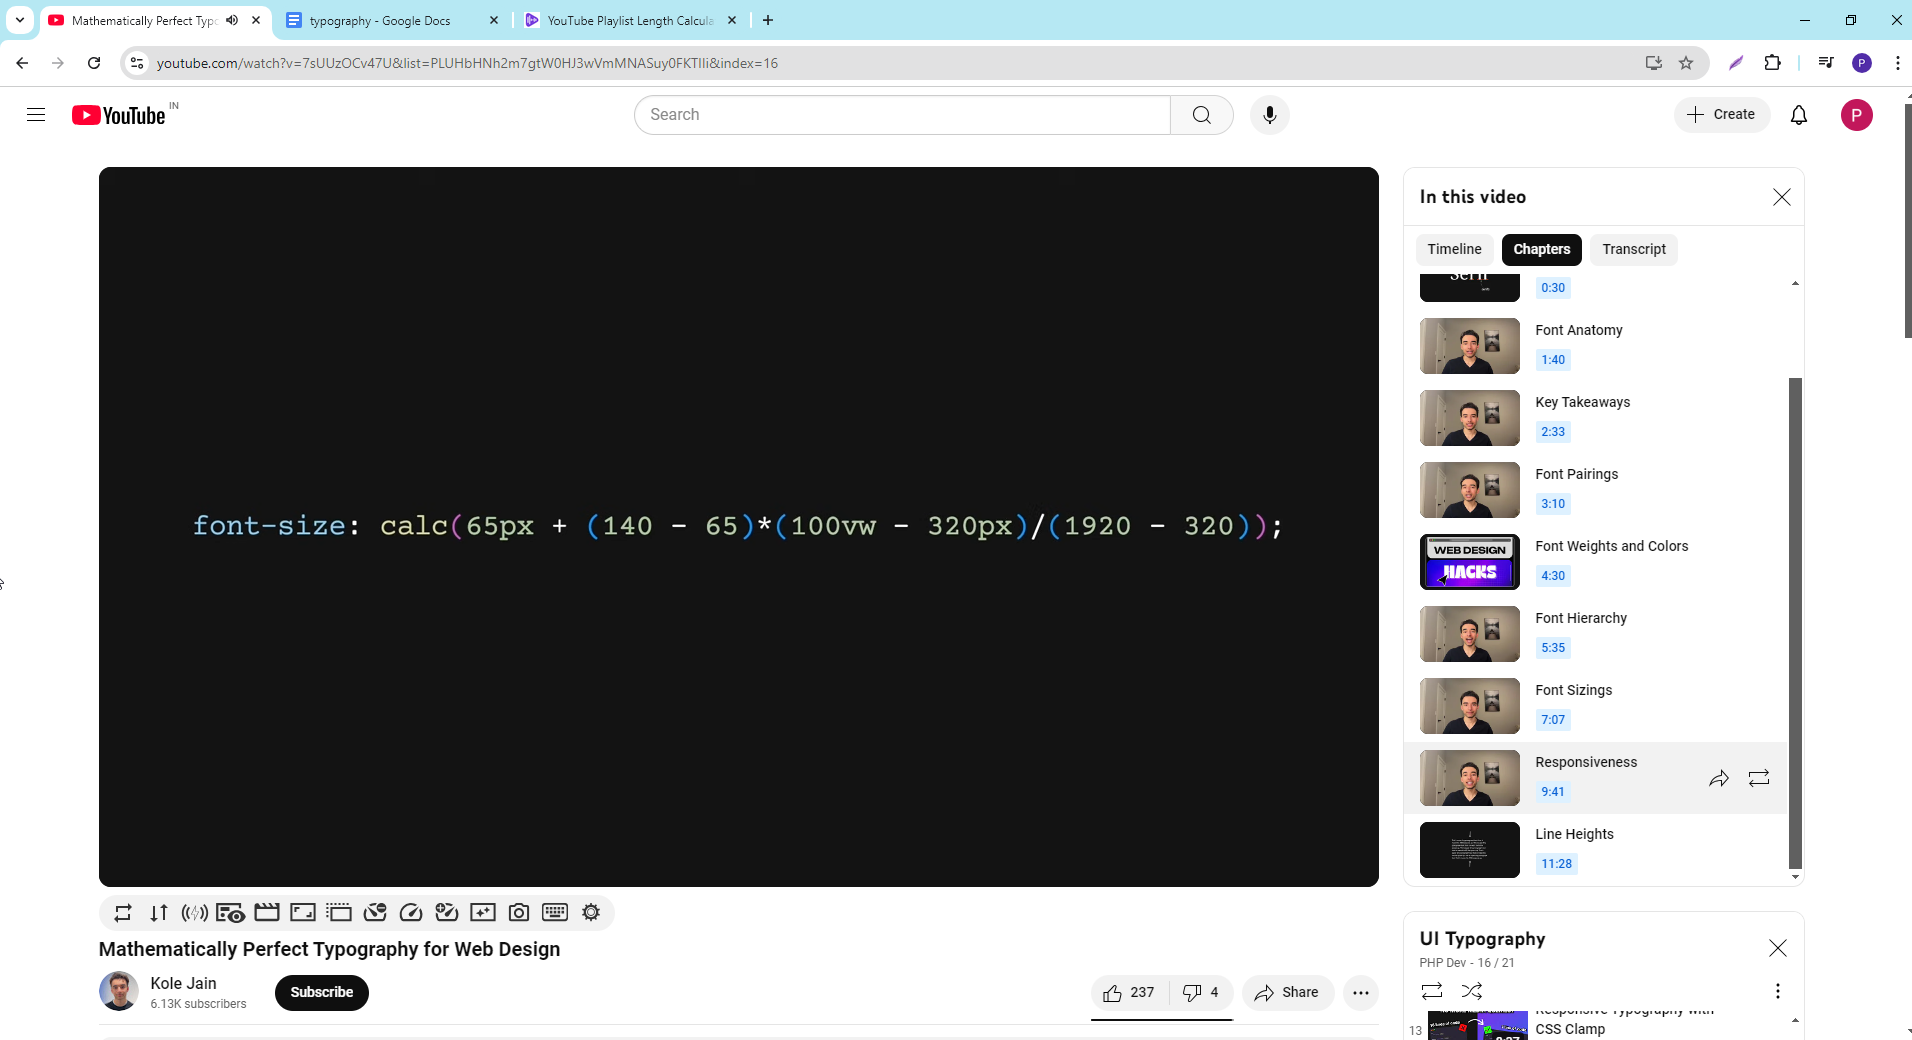 Mathematically Perfect Typo
typography - Google Docs
YouTube Playlist Length Calcula
youtube.com/watch?v=7sUUzOCv47U&list=PLUHbHNh2m7gtW0HJ3wVmMNASuy0FKTIIi&index=16
P
YouTube IN
Search
Create
P
font-size: calc(65px + (140 - 65)*(100vw - 320px)/(1920 - 320));
In this video
Timeline
Chapters
Transcript
Serif
0:30
Font Anatomy
1:40
Key Takeaways
2:33
Font Pairings
3:10
WEB DESIGN
HACKS
Font Weights and Colors
4:30
Font Hierarchy
5:35
Font Sizings
7:07
Responsiveness
9:41
Line Heights
11:28
Mathematically Perfect Typography for Web Design
Kole Jain
6.13K subscribers
Subscribe
237
4
Share
UI Typography
PHP Dev - 16 / 21
13
Responsive Typography with
CSS Clamp